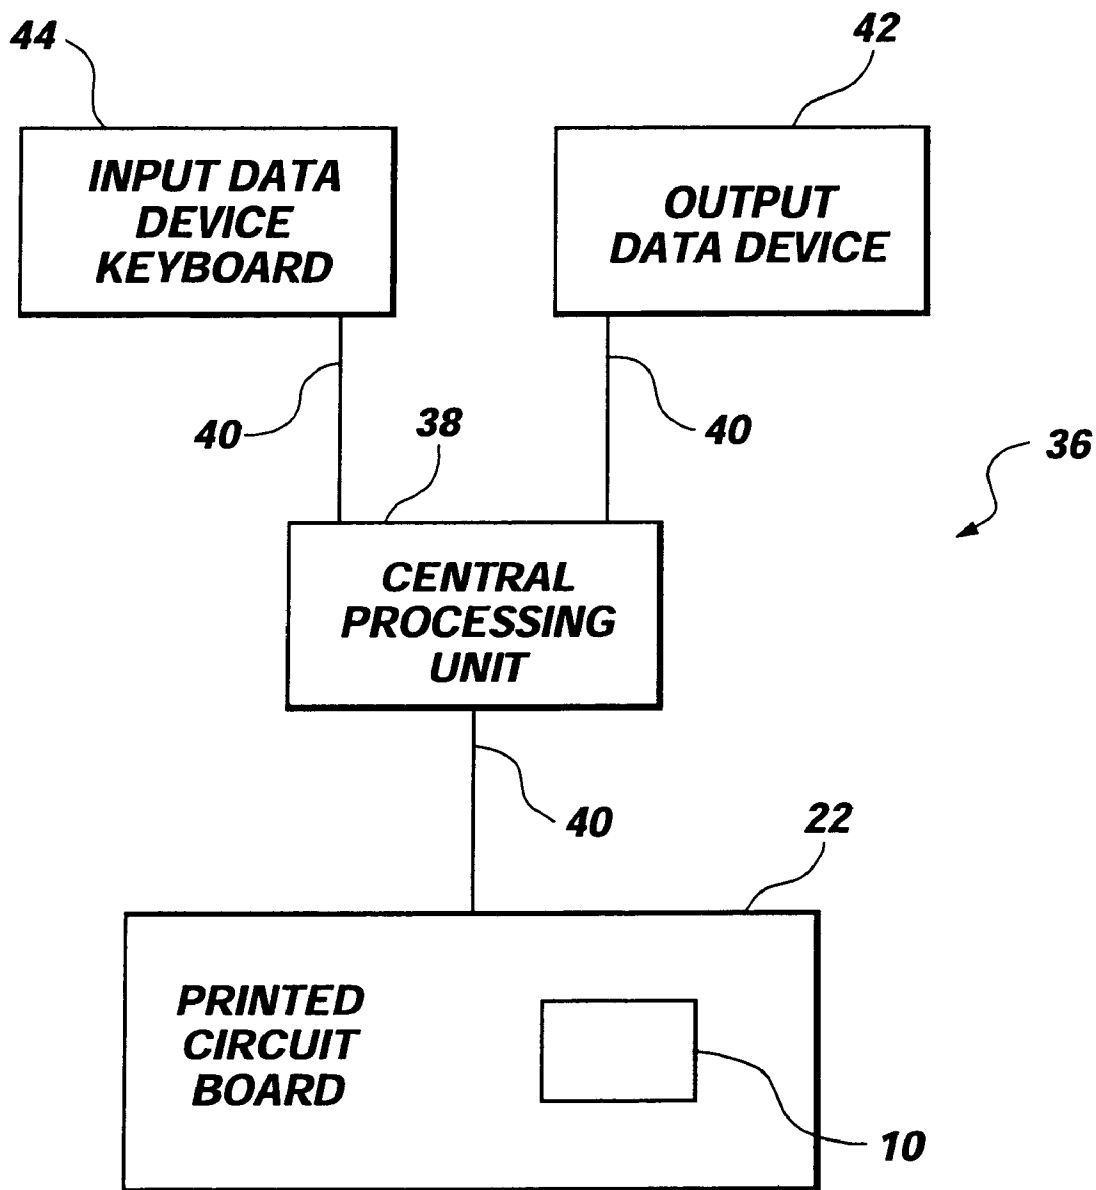 44
42
INPUT DATA
DEVICE
KEYBOARD
OUTPUT
DATA DEVICE
40
38
40
36
CENTRAL
PROCESSING
UNIT
40
22
PRINTED
CIRCUIT
BOARD
10